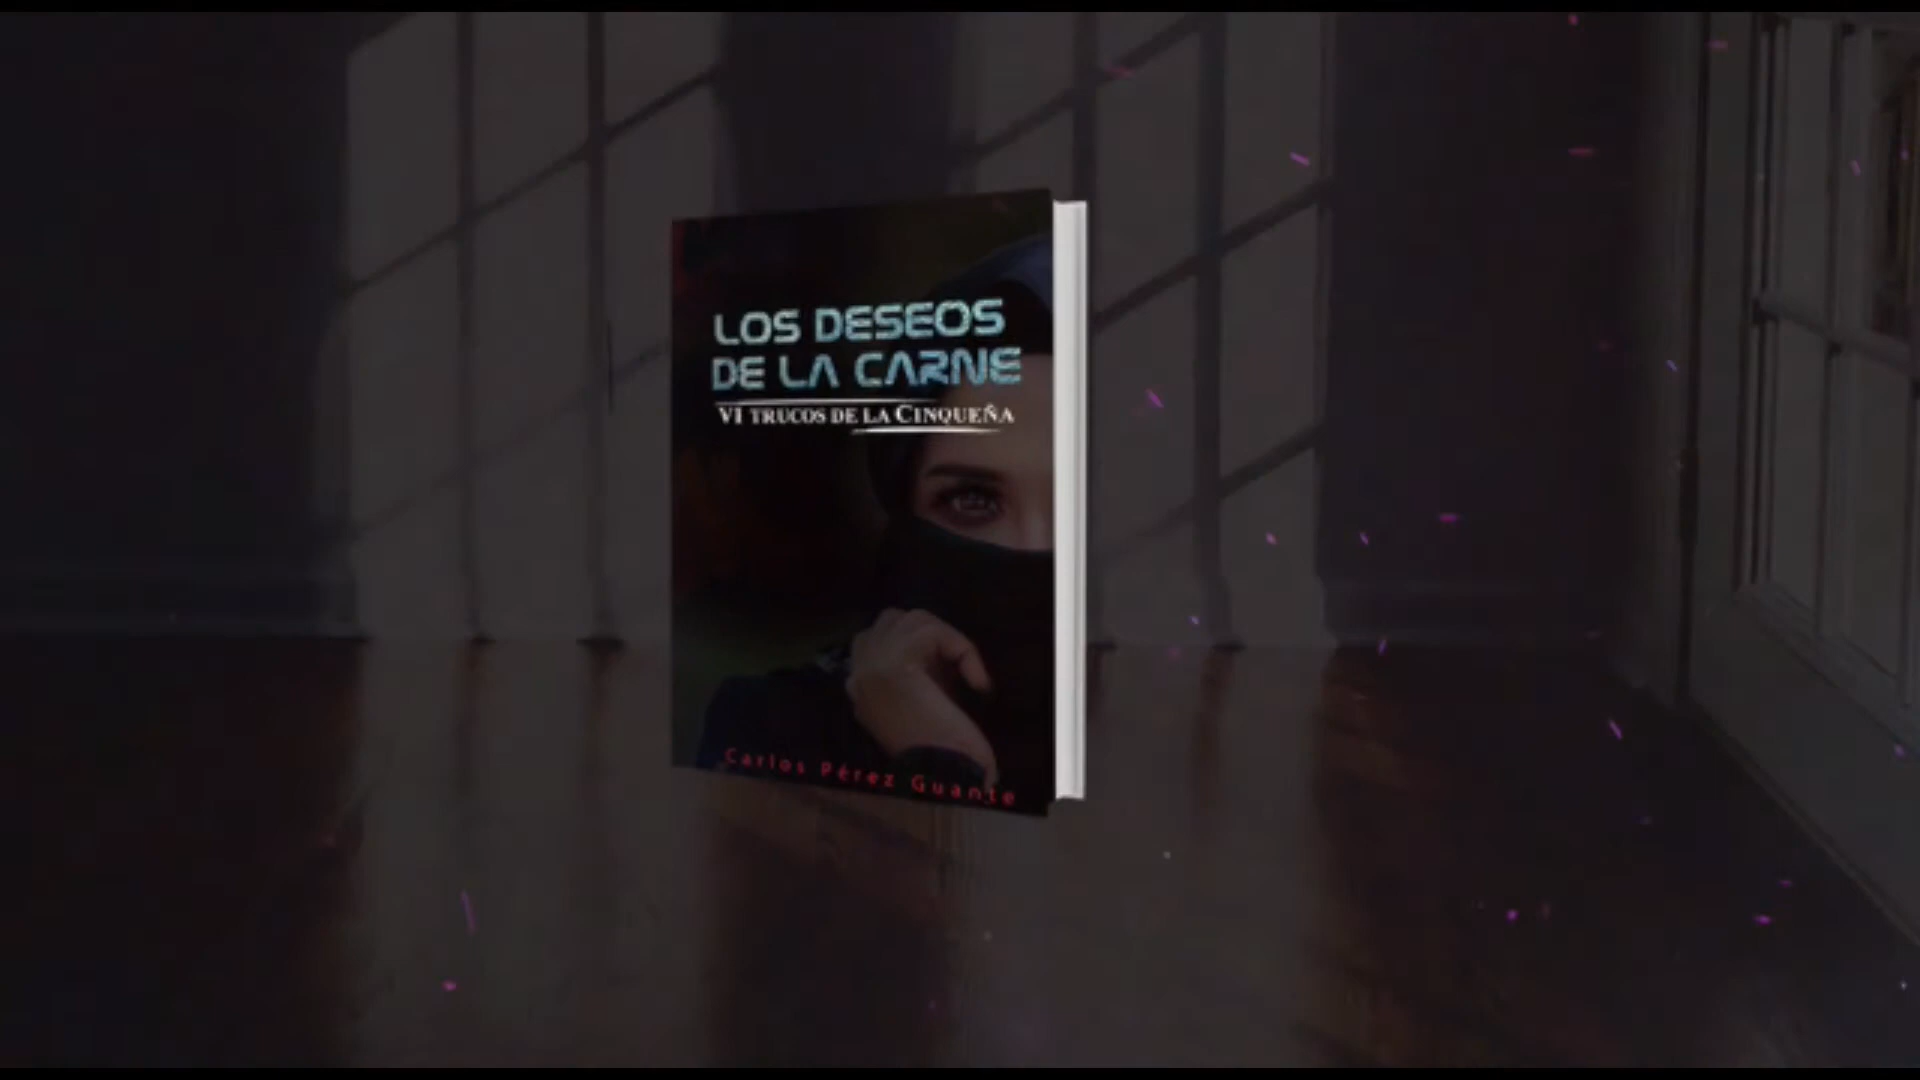 LOS DESEOS
DE LA CARNE
VI TRUCOS DE LA CINQUEÑA
Carlos Pérez Guante